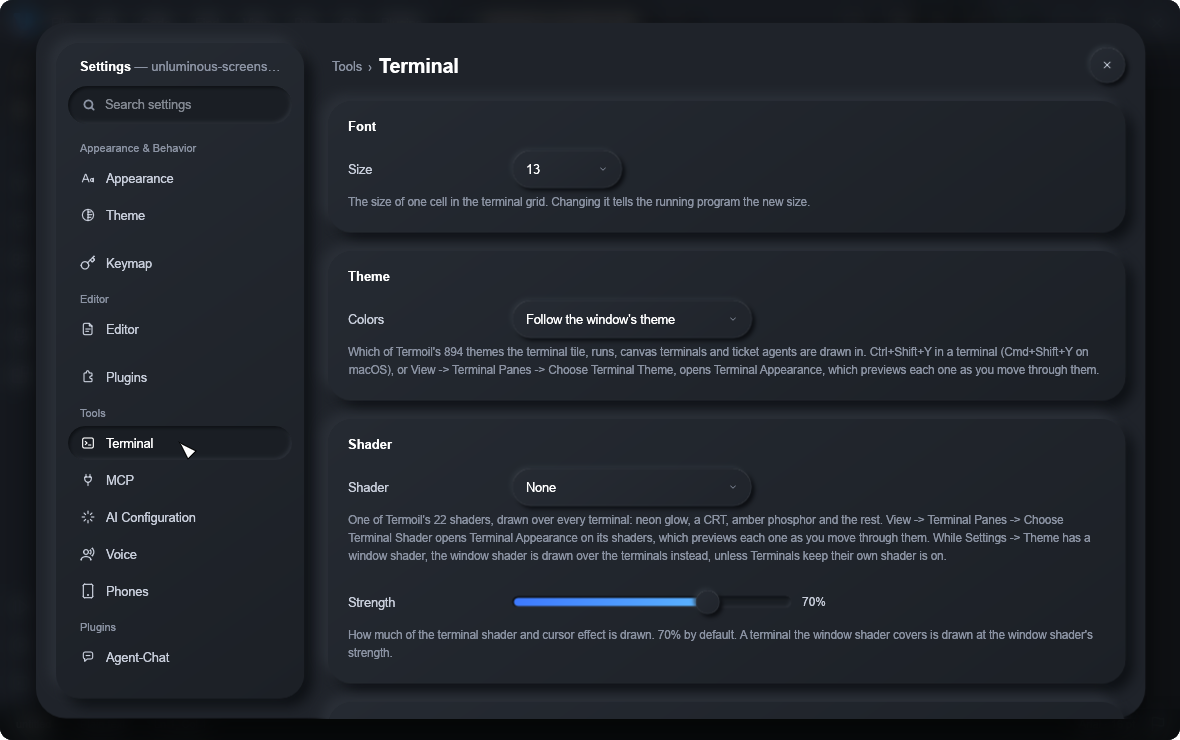 Settings — unluminous-screens...
Search settings
Appearance & Behavior
Appearance
Theme
Keymap
Editor
Editor
Plugins
Tools
Terminal
MCP
AI Configuration
Voice
Phones
Plugins
Agent-Chat
Tools › Terminal
Font
Size
13
The size of one cell in the terminal grid. Changing it tells the running program the new size.
Theme
Colors
Follow the window's theme
Which of Termoil's 894 themes the terminal tile, runs, canvas terminals and ticket agents are drawn in. Ctrl+Shift+Y in a terminal (Cmd+Shift+Y on
macOS), or View -> Terminal Panes -> Choose Terminal Theme, opens Terminal Appearance, which previews each one as you move through them.
Shader
Shader
None
One of Termoil's 22 shaders, drawn over every terminal: neon glow, a CRT, amber phosphor and the rest. View -> Terminal Panes -> Choose
Terminal Shader opens Terminal Appearance on its shaders, which previews each one as you move through them. While Settings -> Theme has a
window shader, the window shader is drawn over the terminals instead, unless Terminals keep their own shader is on.
Strength
70%
How much of the terminal shader and cursor effect is drawn. 70% by default. A terminal the window shader covers is drawn at the window shader's
strength.